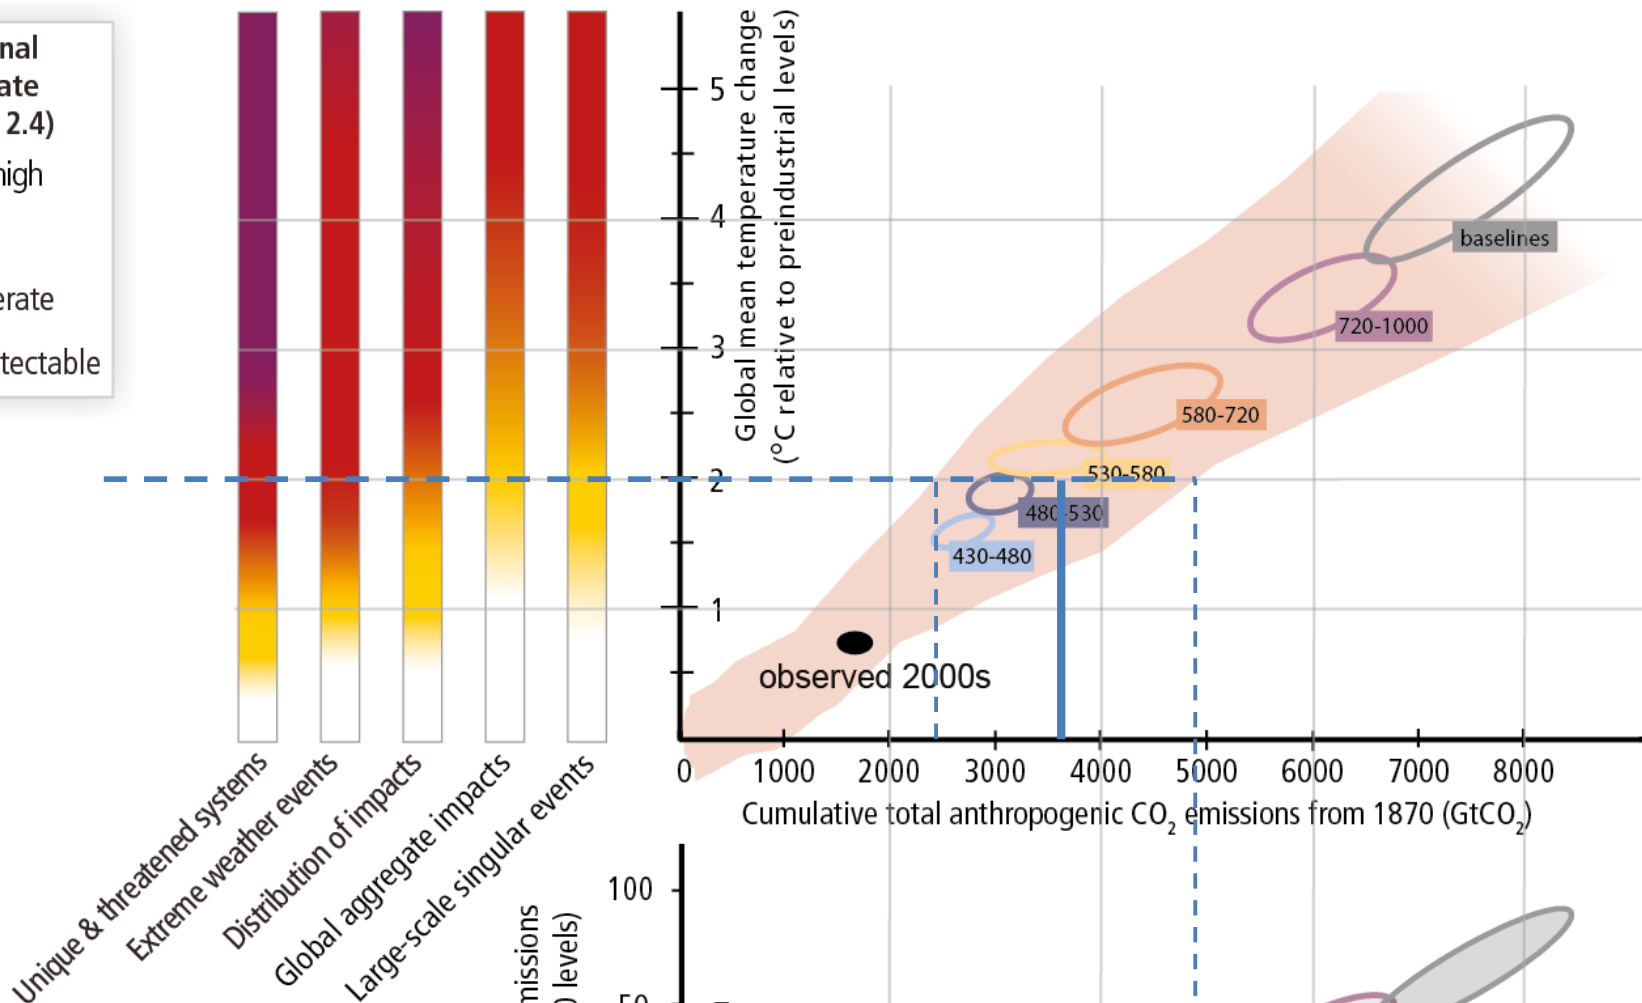 nal
ate
2.4)
high
erate
tectable
Unique & threatened systems
Extreme weather events
Distribution of impacts
Global aggregate impacts
Large-scale singular events
Global mean temperature change
(°C relative to preindustrial levels)
5
4
3
2
1
baselines
720-1000
580-720
530-580
480-530
430-480
observed 2000s
0 1000 2000 3000 4000 5000 6000 7000 8000
Cumulative total anthropogenic CO₂ emissions from 1870 (GtCO₂)
100
50
missions
) levels)